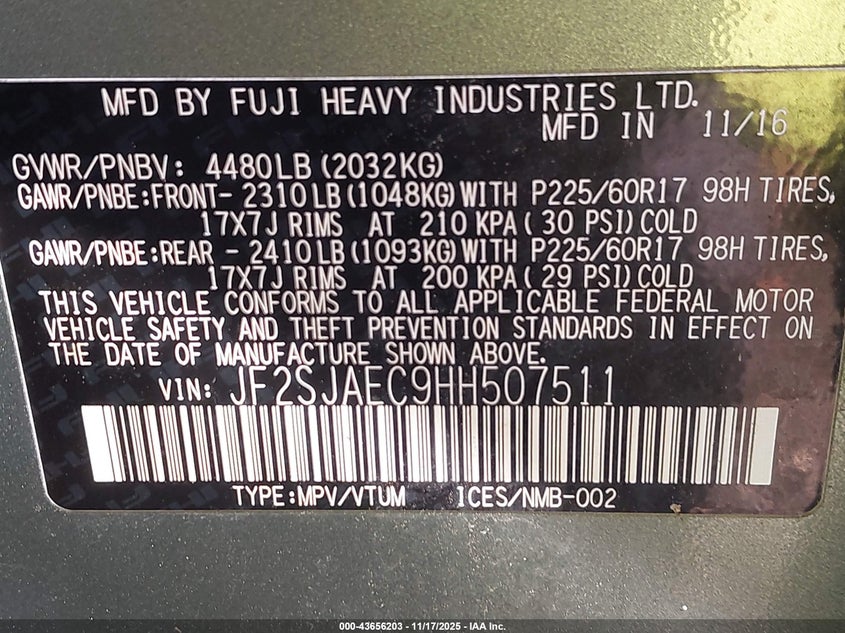 MFD BY FUJI HEAVY INDUSTRIES LTD.
MFD IN 11/16
GVWR/PNBV: 4480LB (2032KG)
GAWR/PNBE:FRONT- 2310LB (1048KG) WITH P225/60R17 98H TIRES,
17X7J RIMS AT 210 KPA ( 30 PSI) COLD
GAWR/PNBE:REAR - 2410LB (1093KG) WITH P225/60R17 98H TIRES,
17X7J RIMS AT 200 KPA ( 29 PSI) COLD
THIS VEHICLE CONFORMS TO ALL APPLICABLE FEDERAL MOTOR
VEHICLE SAFETY AND THEFT PREVENTION STANDARDS IN EFFECT ON
THE DATE OF MANUFACTURE SHOWN ABOVE.
VIN: JF2SJAEC9HH507511
TYPE:MPV/VTUM ICES/NMB-002
000-43656203 - 11/17/2025 - IAA Inc.